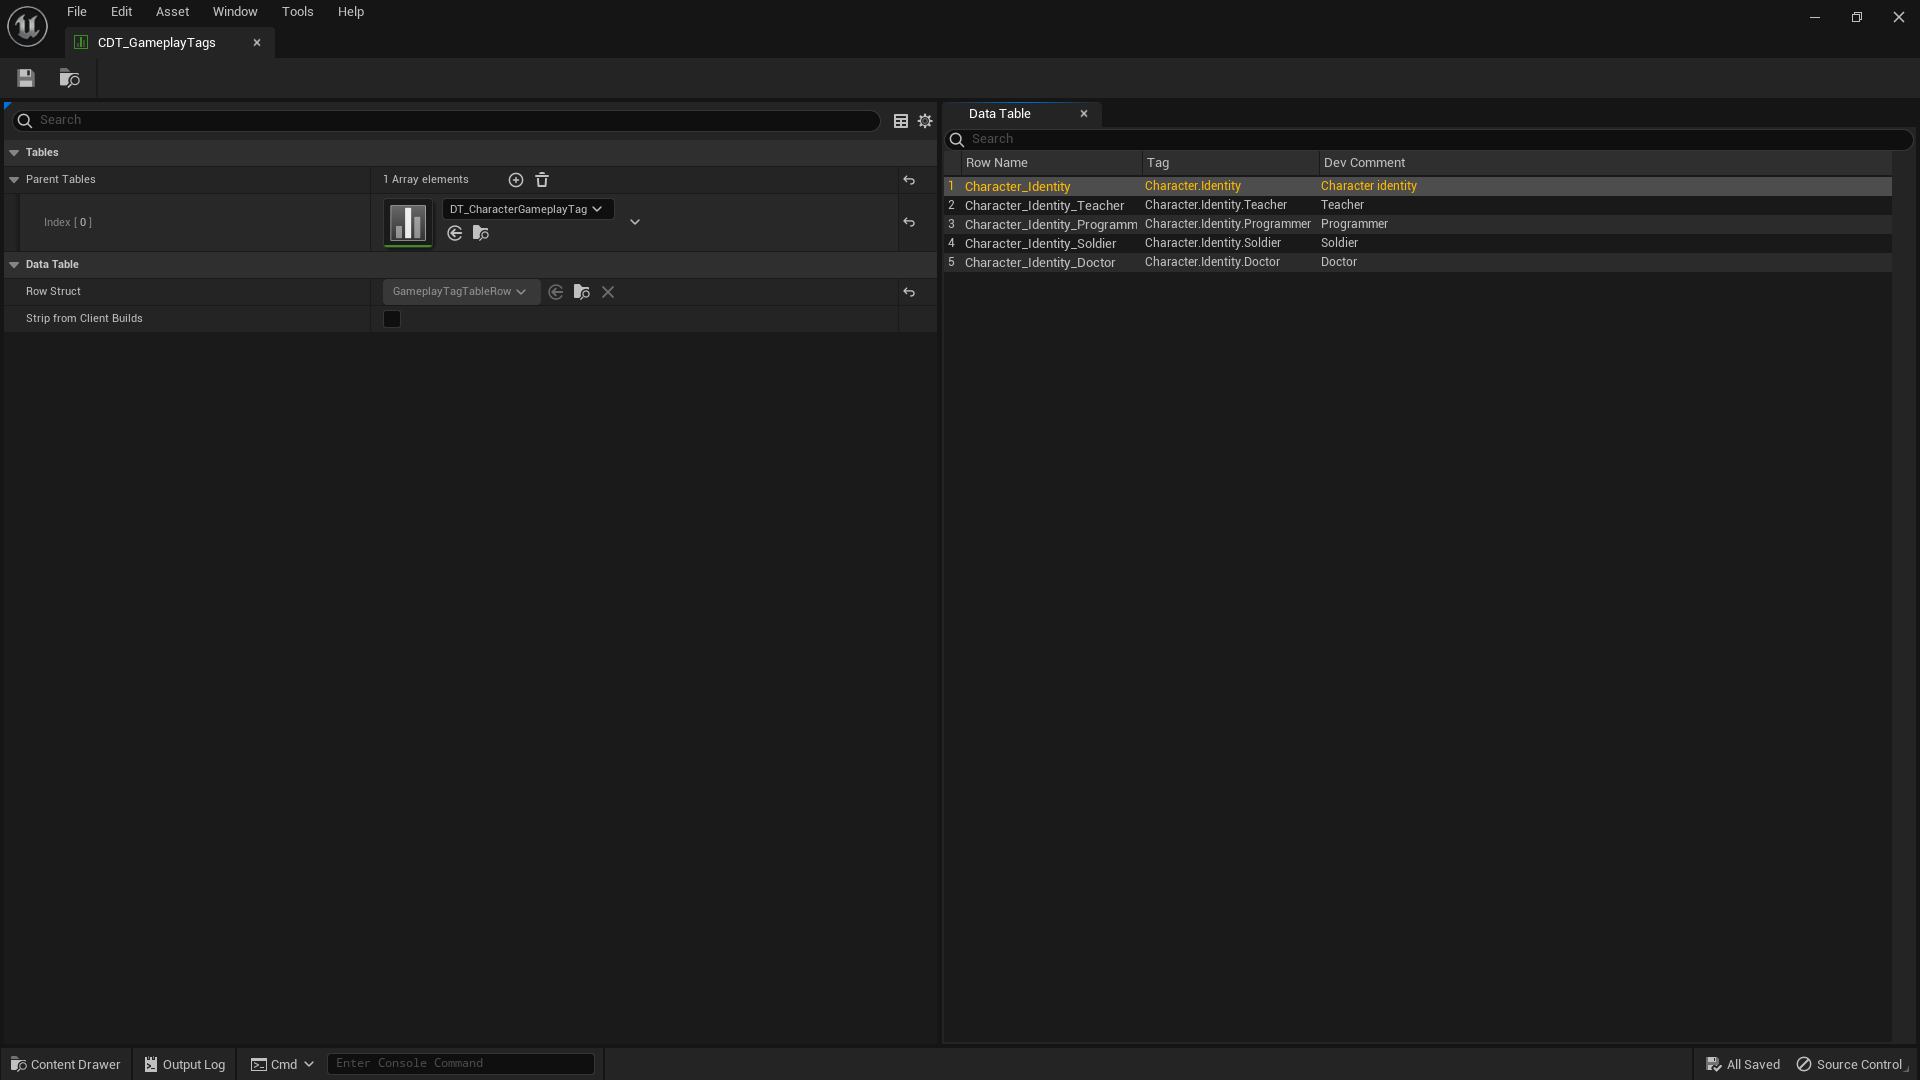 File Edit Asset Window Tools Help
CDT_GameplayTags
Search
Tables
Parent Tables 1 Array elements
Index [ 0 ] DT_CharacterGameplayTag
Data Table
Row Struct GameplayTagTableRow
Strip from Client Builds
Data Table
Search
Row Name Tag Dev Comment
1 Character_Identity Character.Identity Character identity
2 Character_Identity_Teacher Character.Identity.Teacher Teacher
3 Character_Identity_Programm Character.Identity.Programmer Programmer
4 Character_Identity_Soldier Character.Identity.Soldier Soldier
5 Character_Identity_Doctor Character.Identity.Doctor Doctor
Content Drawer Output Log Cmd Enter Console Command All Saved Source Control